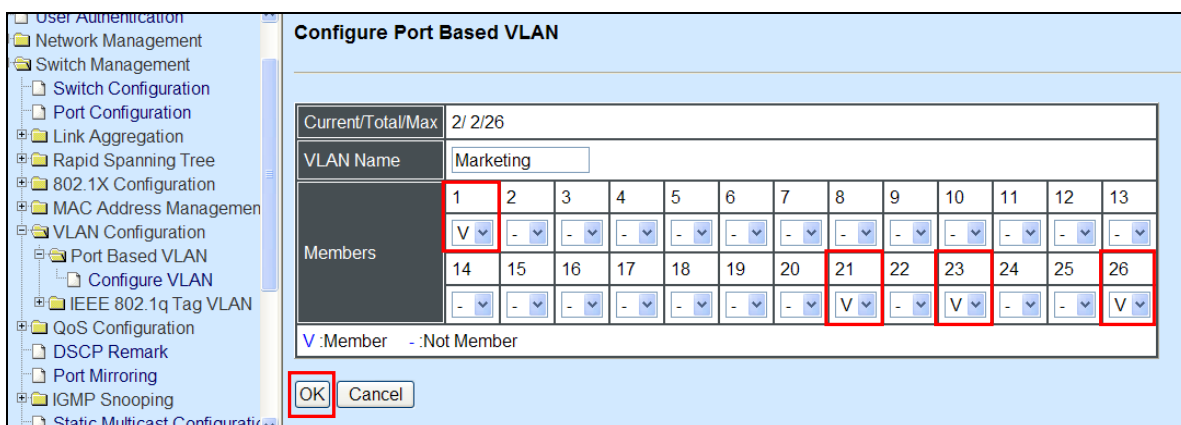 User Authentication
Network Management
Switch Management
Switch Configuration
Port Configuration
Link Aggregation
Rapid Spanning Tree
802.1X Configuration
MAC Address Managemen
VLAN Configuration
Port Based VLAN
Configure VLAN
IEEE 802.1q Tag VLAN
QoS Configuration
DSCP Remark
Port Mirroring
IGMP Snooping
Static Multicast Configuratio
Configure Port Based VLAN
Current/Total/Max 2/ 2/26
VLAN Name Marketing
Members
1 2 3 4 5 6 7 8 9 10 11 12 13
V - - - - - - - - - - - -
14 15 16 17 18 19 20 21 22 23 24 25 26
- - - - - - - V - V - - V
V :Member - :Not Member
OK Cancel